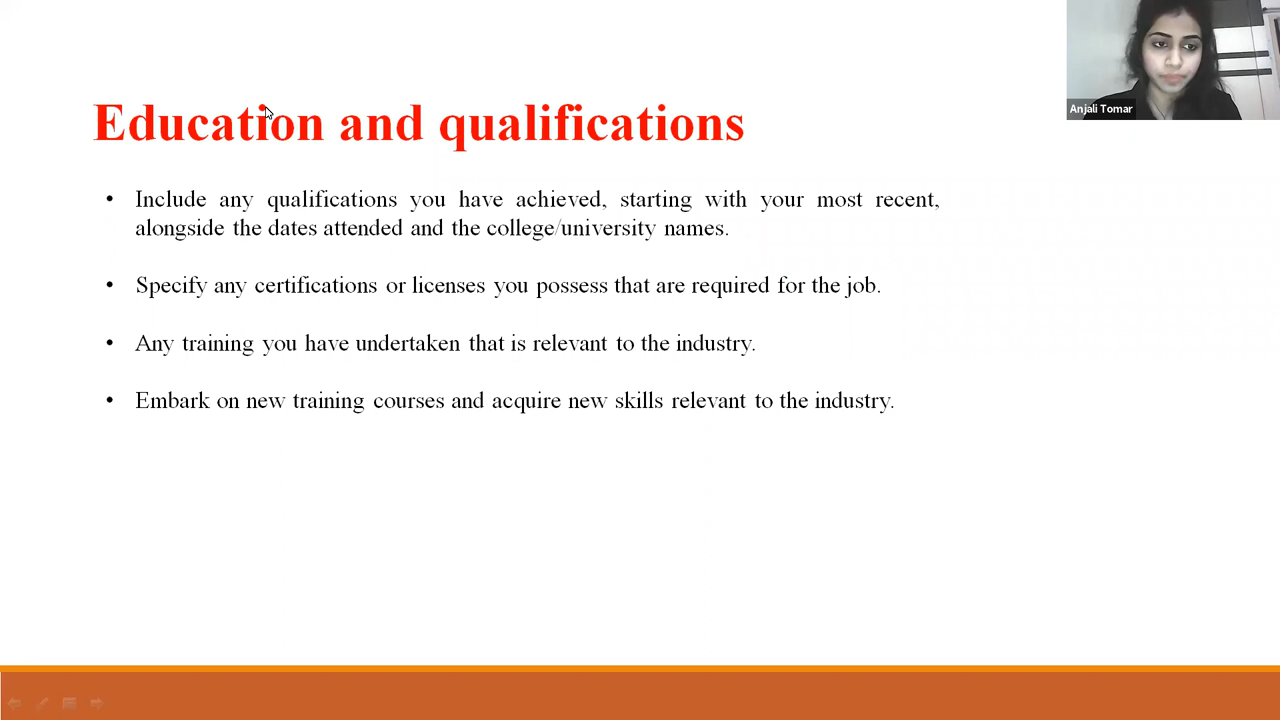 Education and qualifications
• Include any qualifications you have achieved, starting with your most recent,
alongside the dates attended and the college/university names.
• Specify any certifications or licenses you possess that are required for the job.
• Any training you have undertaken that is relevant to the industry.
• Embark on new training courses and acquire new skills relevant to the industry.
Anjali Tomar